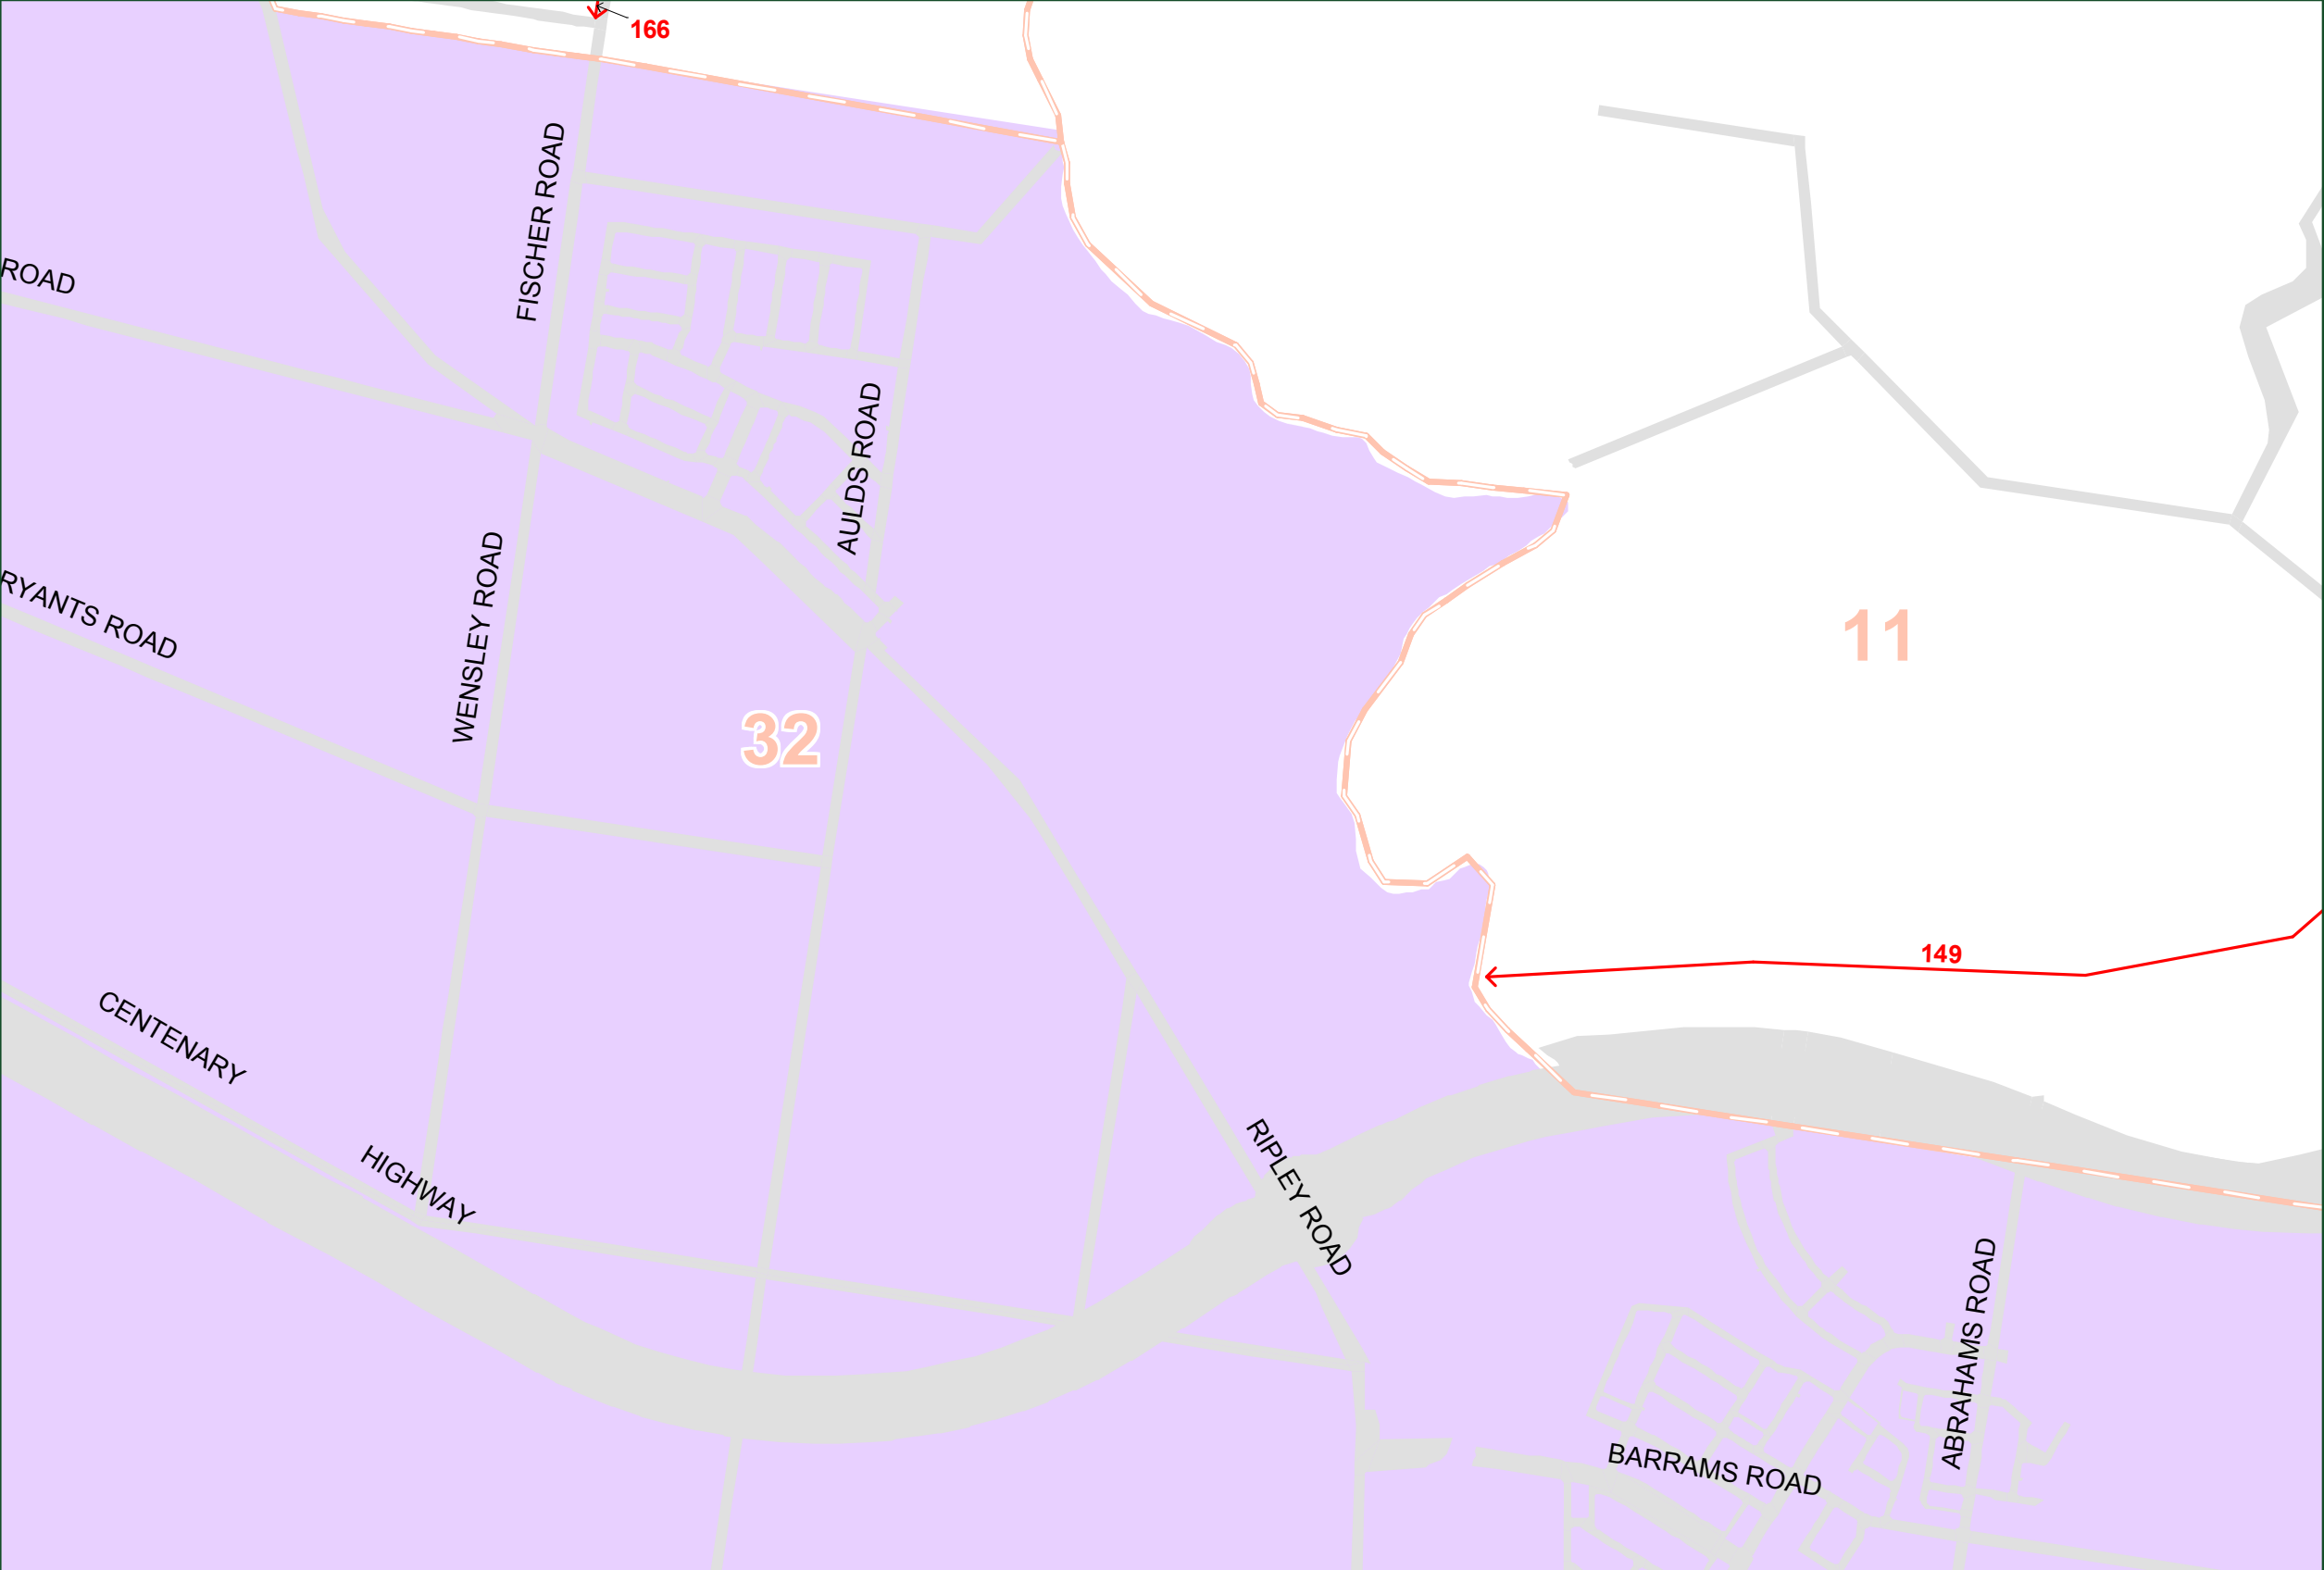 166
FISCHER ROAD
ROAD
AULDS ROAD
WENSLEY ROAD
RYANTS ROAD
11
32
149
CENTENARY
HIGHWAY
RIPLEY ROAD
ABRAHAMS ROAD
BARRAMS ROAD